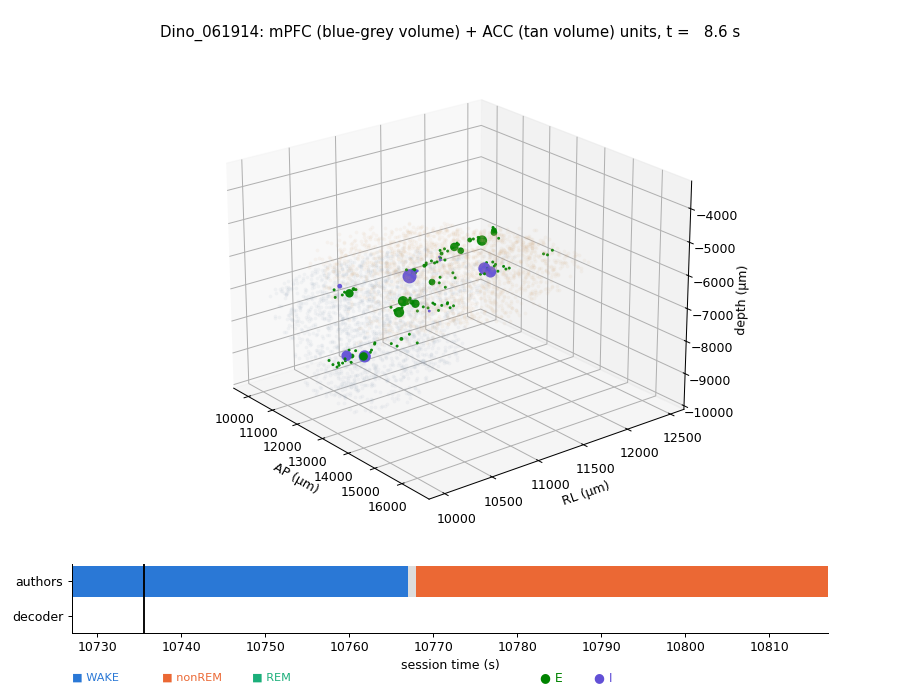 Dino_061914: mPFC (blue-grey volume) + ACC (tan volume) units, t =   8.6 s
−4000
−5000
−6000
−7000
−8000
−9000
−10000
depth (μm)
10000
11000
12000
13000
14000
15000
16000
AP (μm)
10000
10500
11000
11500
12000
12500
RL (μm)
authors
decoder
10730
10740
10750
10760
10770
10780
10790
10800
10810
session time (s)
WAKE
nonREM
REM
E
I